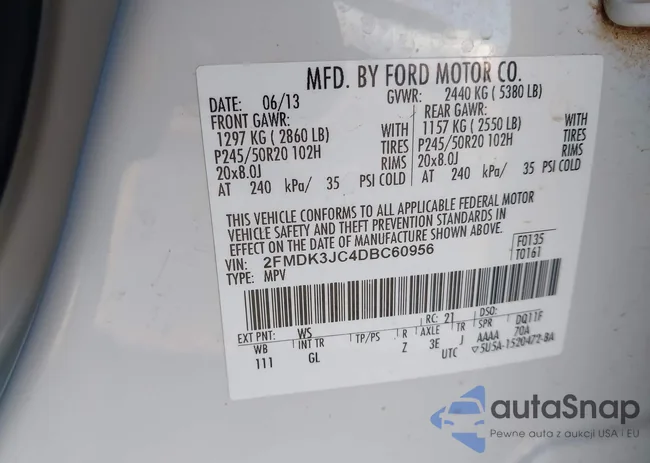 MFD. BY FORD MOTOR CO.
DATE: 06/13 GVWR: 2440 KG ( 5380 LB)
FRONT GAWR: REAR GAWR:
1297 KG ( 2860 LB) WITH 1157 KG ( 2550 LB) WITH
P245/50R20 102H TIRES P245/50R20 102H TIRES
20x8.0J RIMS 20x8.0J RIMS
AT 240 kPa/ 35 PSI COLD AT 240 kPa/ 35 PSI COLD
THIS VEHICLE CONFORMS TO ALL APPLICABLE FEDERAL MOTOR
VEHICLE SAFETY AND THEFT PREVENTION STANDARDS IN
EFFECT ON THE DATE OF MANUFACTURE SHOWN ABOVE.
VIN: 2FMDK3JC4DBC60956 F0135
TYPE: MPV T0161
EXT PNT: WS RC: 21 DSO:
WB INT TR TP/PS R AXLE TR SPR DQ11F
111 GL Z 3E J AAAA 70A
UTC 5U5A-1520472-BA
autaSnap
Pewne auta z aukcji USA i EU